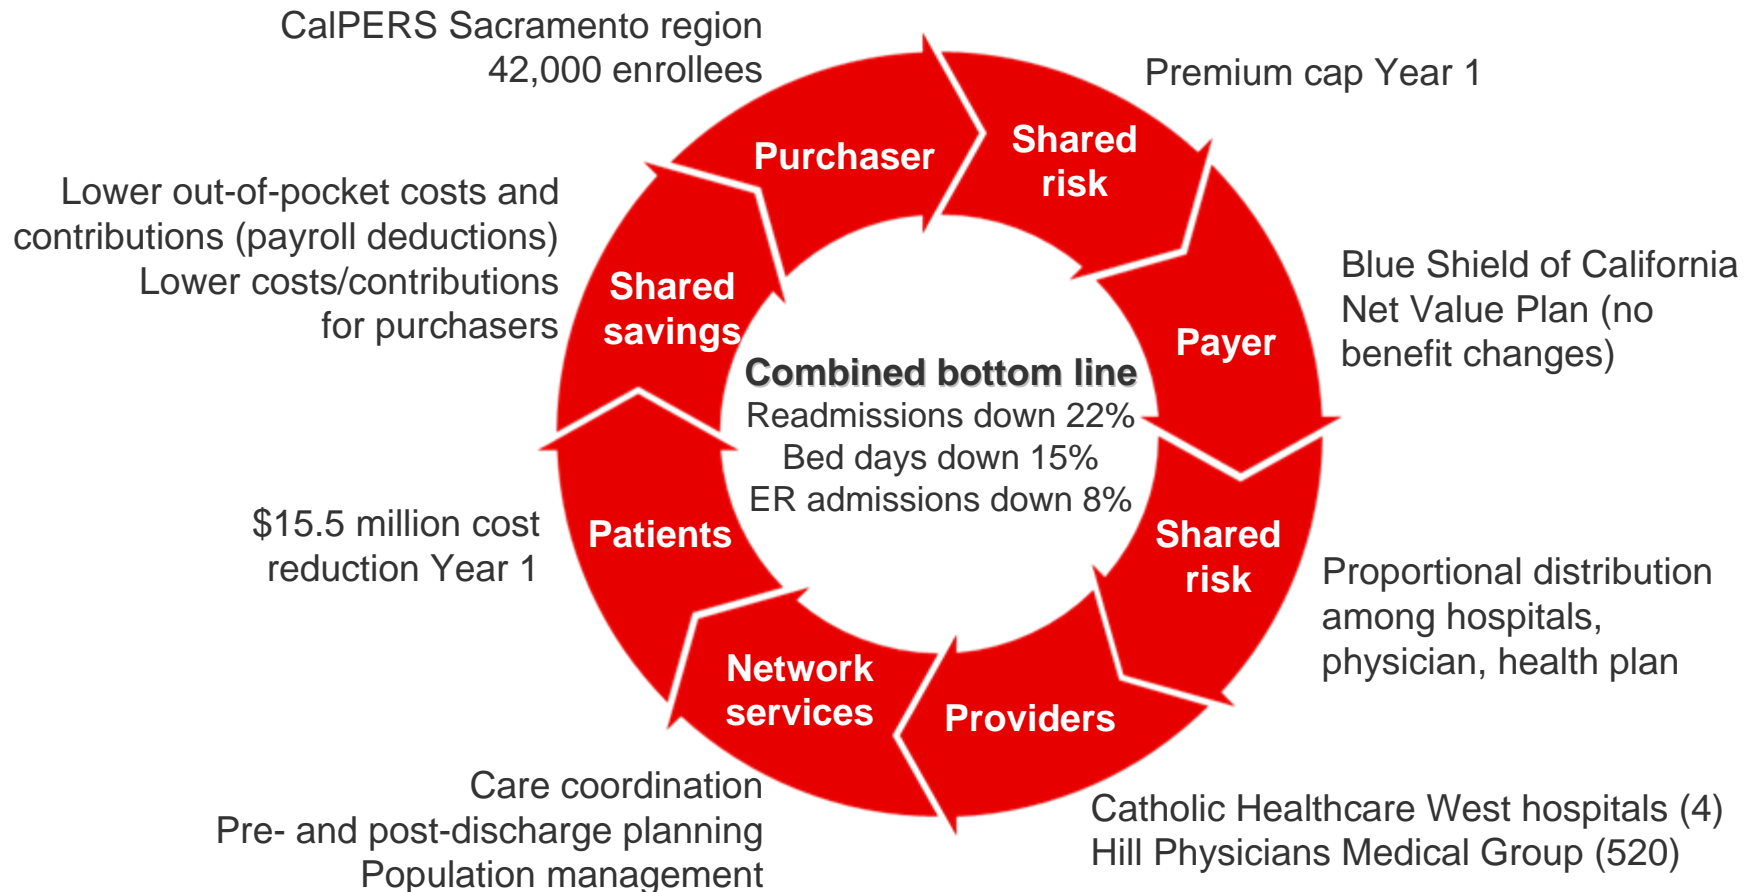 CalPERS Sacramento region
42,000 enrollees
Purchaser
Premium cap Year 1
Shared
risk
Blue Shield of California
Net Value Plan (no
benefit changes)
Payer
Proportional distribution
among hospitals,
physician, health plan
Shared
risk
Catholic Healthcare West hospitals (4)
Hill Physicians Medical Group (520)
Providers
Care coordination
Pre- and post-discharge planning
Population management
Network
services
$15.5 million cost
reduction Year 1
Patients
Lower out-of-pocket costs and
contributions (payroll deductions)
Lower costs/contributions
for purchasers
Shared
savings
Combined bottom line
Readmissions down 22%
Bed days down 15%
ER admissions down 8%